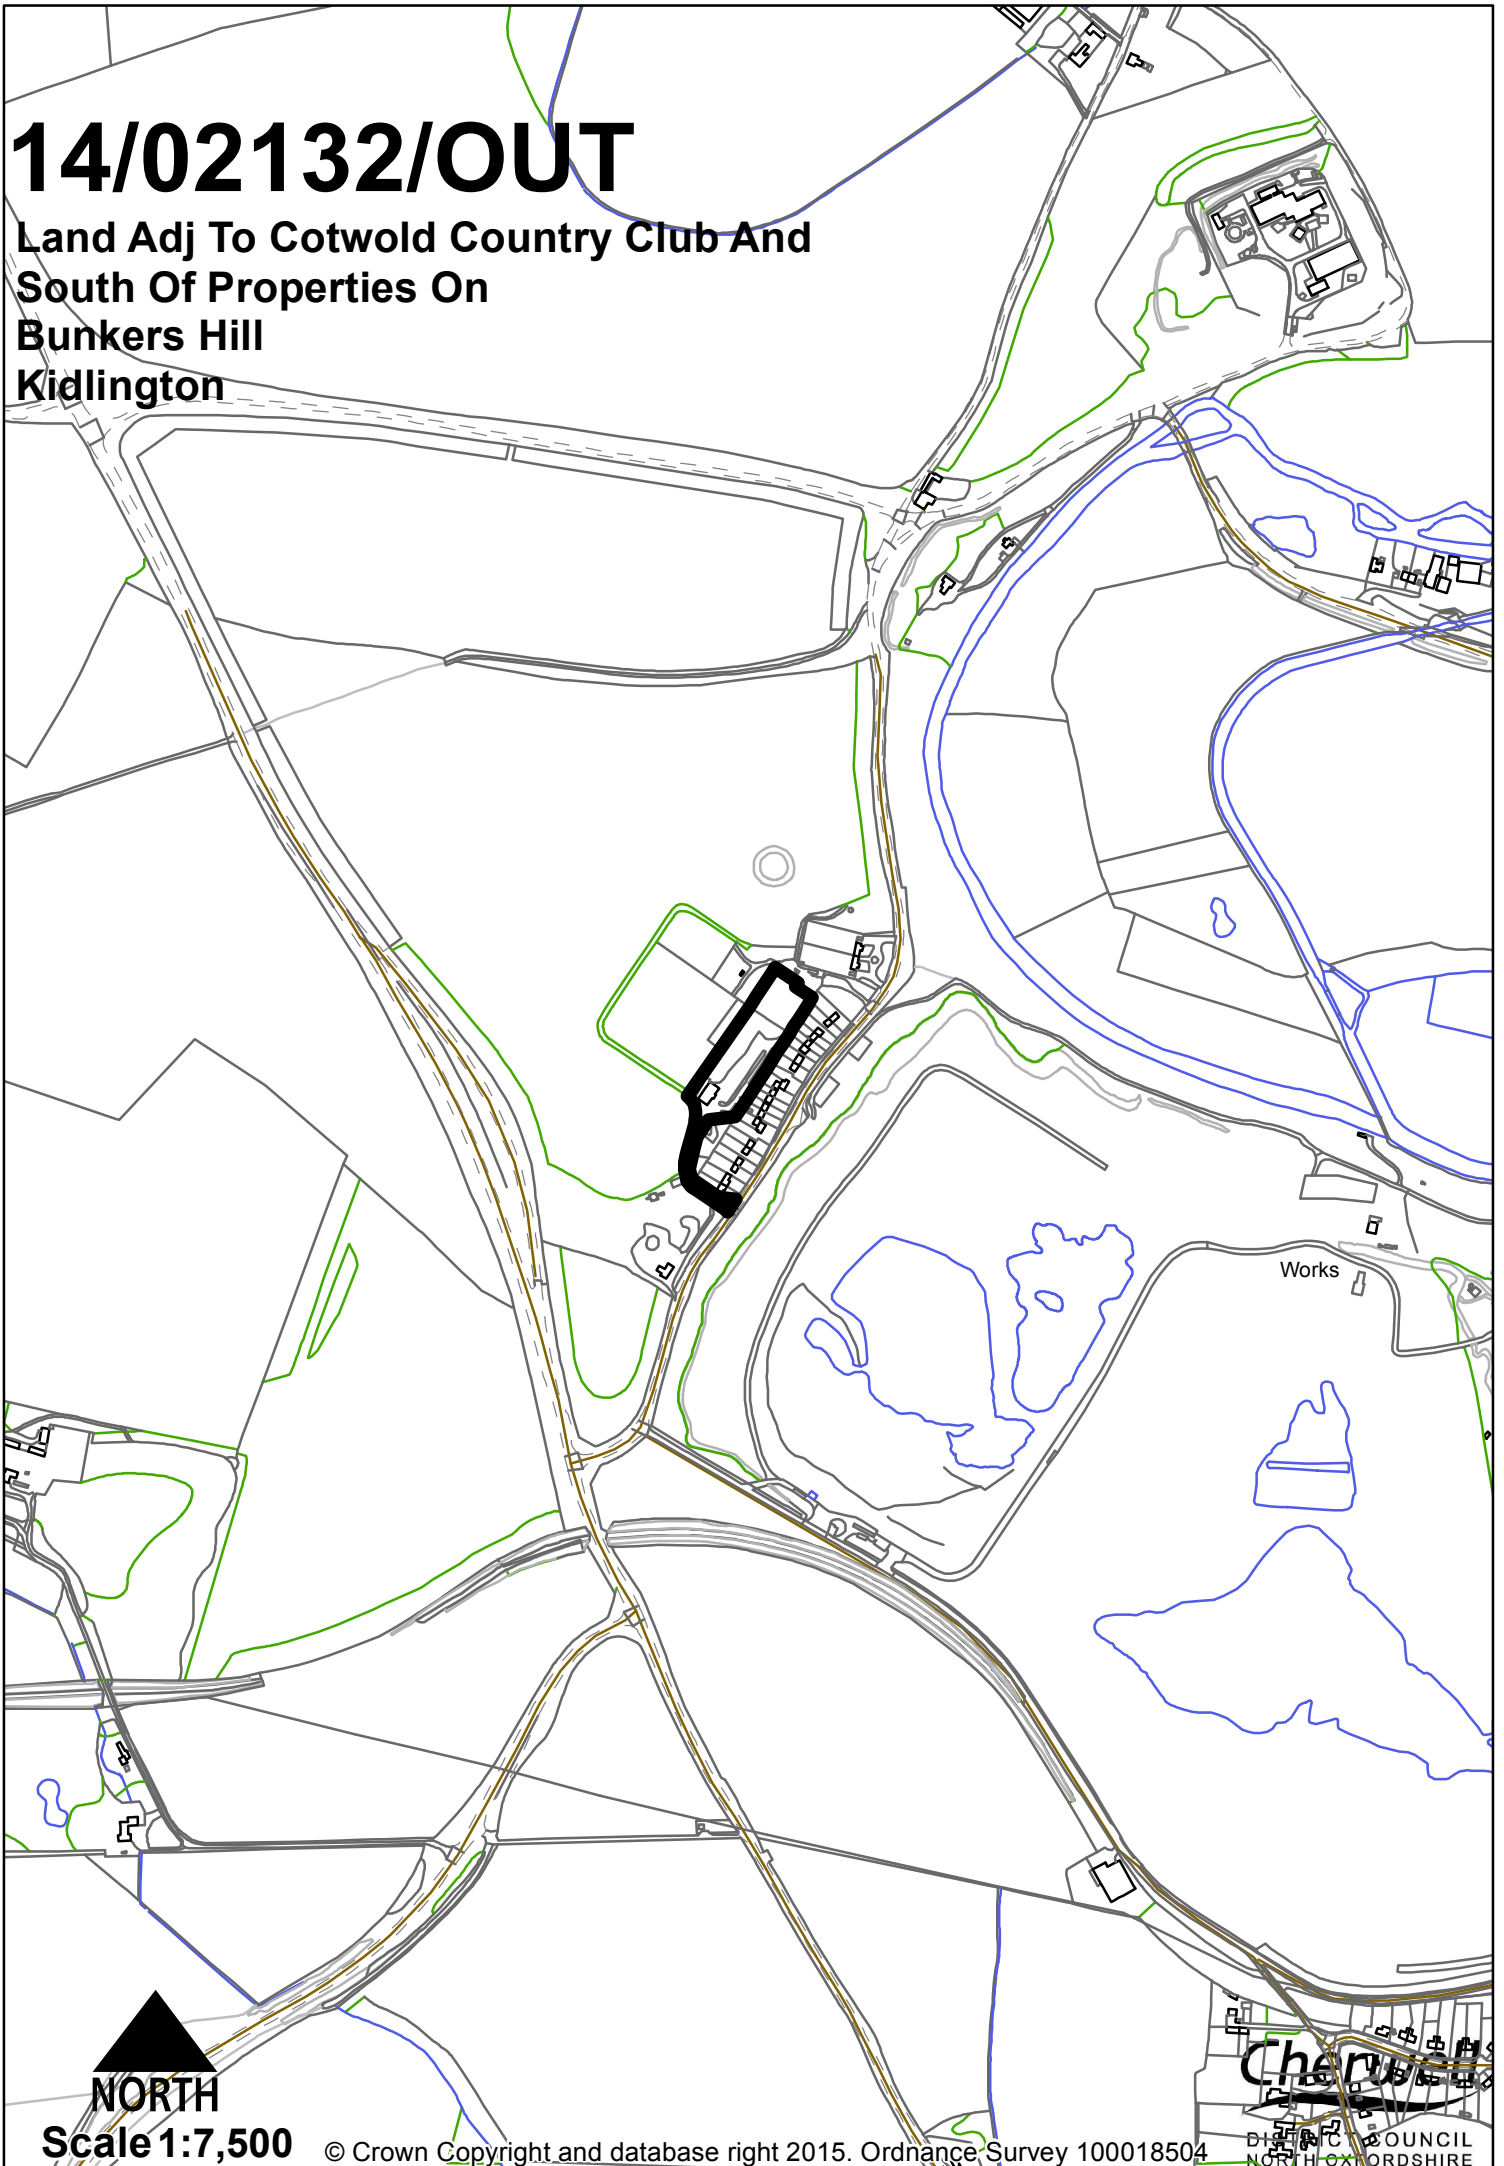 14/02132/OUT
Land Adj To Cotwold Country Club And
South Of Properties On
Bunkers Hill
Kidlington
Works
NORTH
Scale 1:7,500
© Crown Copyright and database right 2015. Ordnance Survey 100018504
Cherwell
DISTRICT COUNCIL
NORTH OXFORDSHIRE